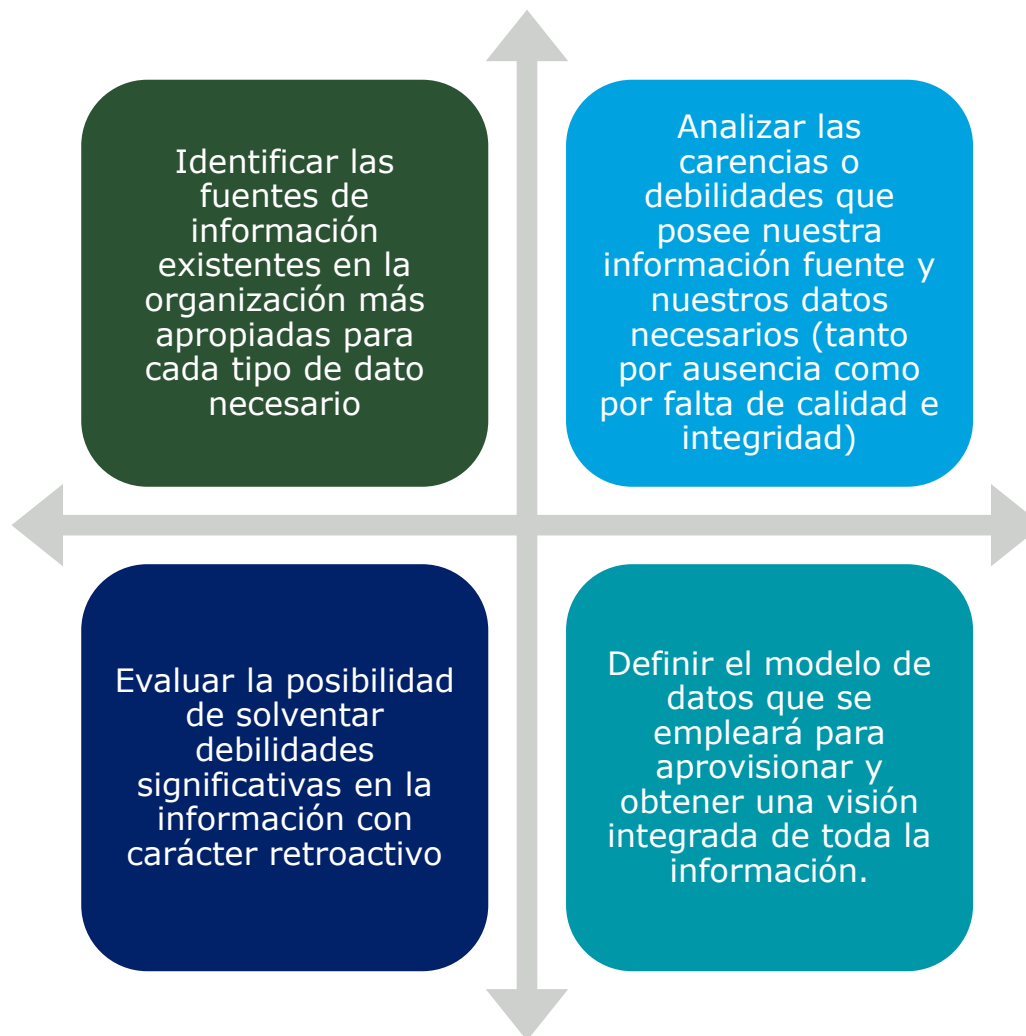 Identificar las
fuentes de
información
existentes en la
organización más
apropiadas para
cada tipo de dato
necesario
Analizar las
carencias o
debilidades que
posee nuestra
información fuente y
nuestros datos
necesarios (tanto
por ausencia como
por falta de calidad e
integridad)
Evaluar la posibilidad
de solventar
debilidades
significativas en la
información con
carácter retroactivo
Definir el modelo de
datos que se
empleará para
aprovisionar y
obtener una visión
integrada de toda la
información.